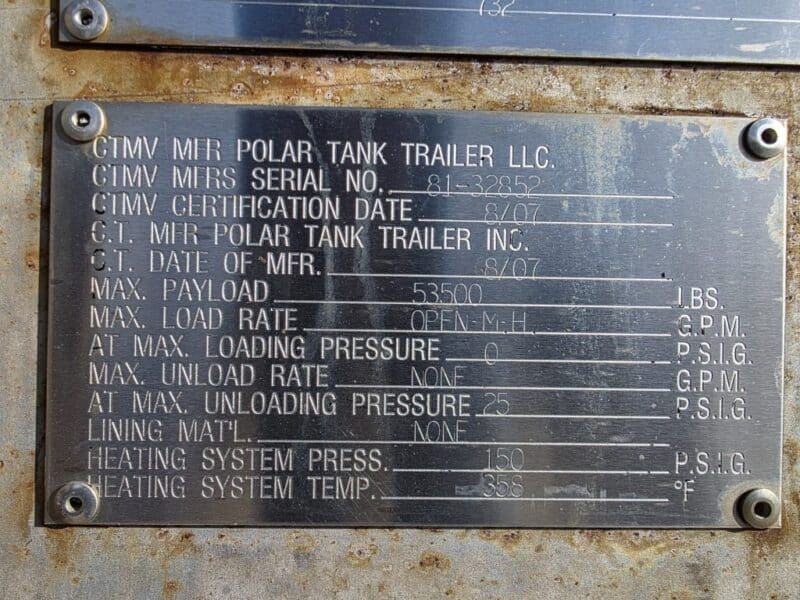 732
CTMV MFR POLAR TANK TRAILER LLC.
CTMV MFRS SERIAL NO. 81-32852
CTMV CERTIFICATION DATE 8/07
C.T. MFR POLAR TANK TRAILER INC.
C.T. DATE OF MFR. 8/07
MAX. PAYLOAD 53500 LBS.
MAX. LOAD RATE OPEN M.H. G.P.M.
AT MAX. LOADING PRESSURE 0 P.S.I.G.
MAX. UNLOAD RATE NONE G.P.M.
AT MAX. UNLOADING PRESSURE 25 P.S.I.G.
LINING MAT'L. NONE
HEATING SYSTEM PRESS. 150 P.S.I.G.
HEATING SYSTEM TEMP. 358 °F